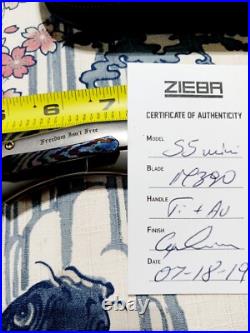 ZIEBA
CERTIFICATE OF AUTHENTICITY
MODEL S5 mini
BLADE M390
HANDLE Ti + AU
FINISH
DATE 07-18-19
5 6 7
Freedom Isn't Free